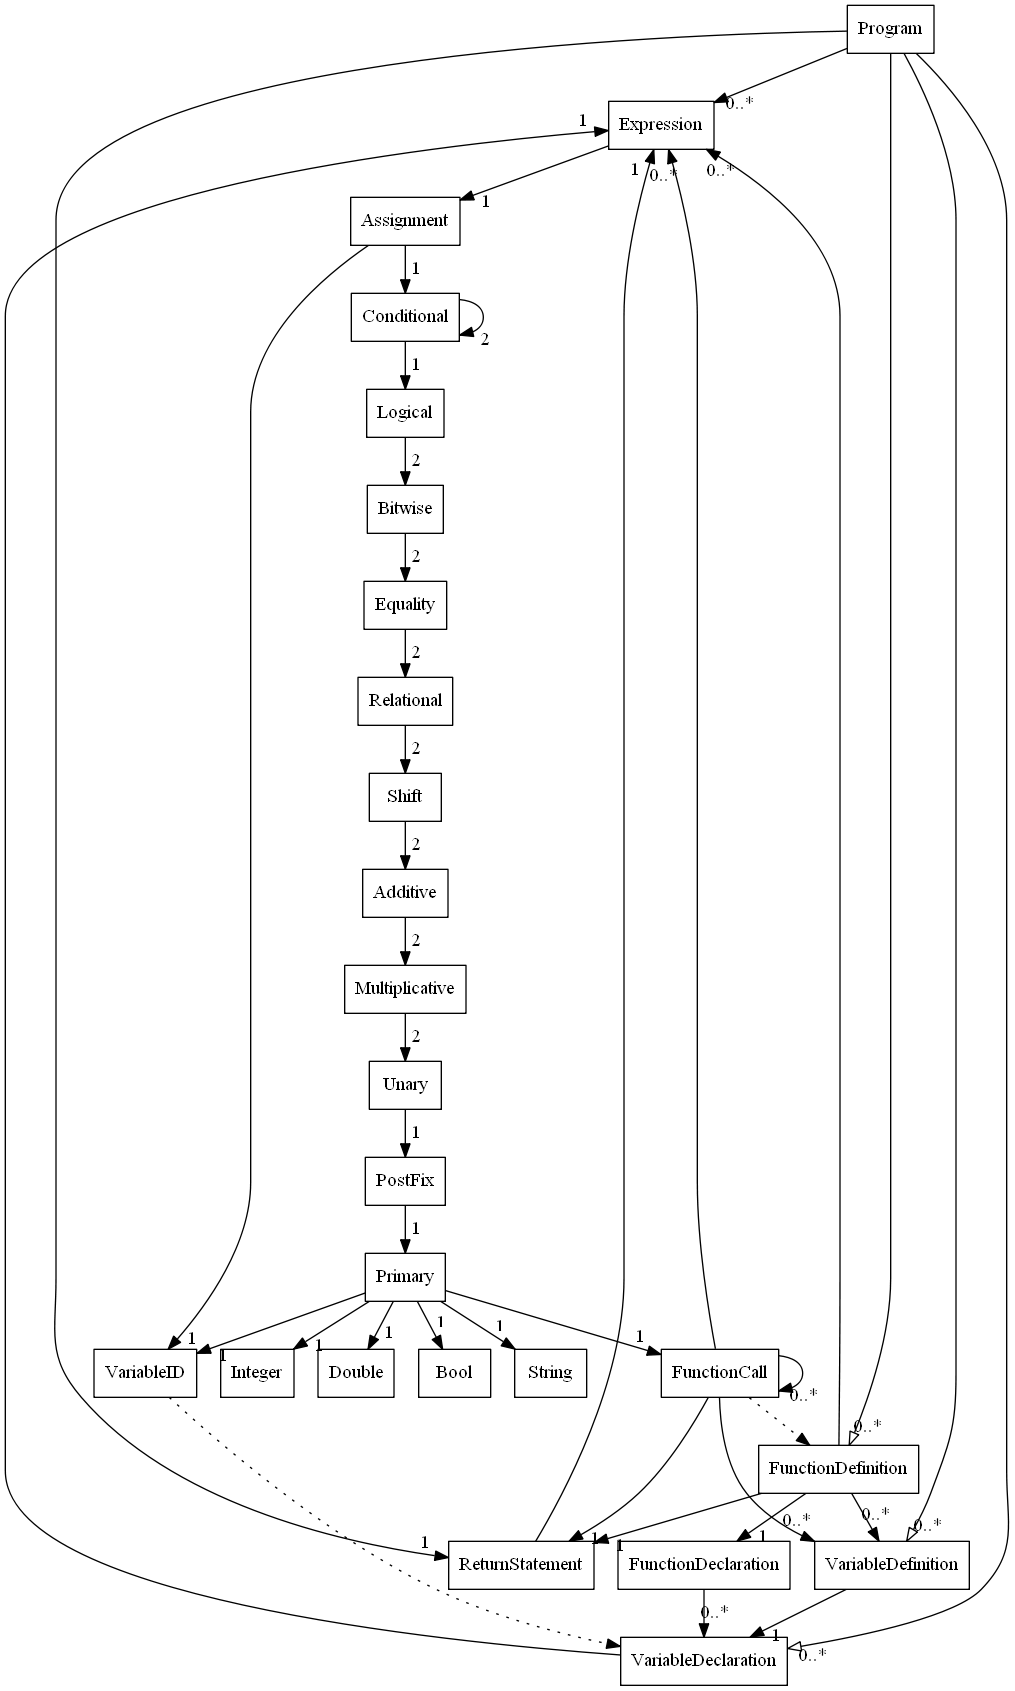 Program
0..*
1
Expression
1
0..*
0..*
1
Assignment
1
Conditional
2
1
Logical
2
Bitwise
2
Equality
2
Relational
2
Shift
2
Additive
2
Multiplicative
2
Unary
1
PostFix
1
Primary
1
1
1
1
1
1
1
VariableID
Integer
Double
Bool
String
FunctionCall
0..*
0..*
FunctionDefinition
0..*
0..*
0..*
1
1
1
1
ReturnStatement
FunctionDeclaration
VariableDefinition
0..*
1
0..*
VariableDeclaration